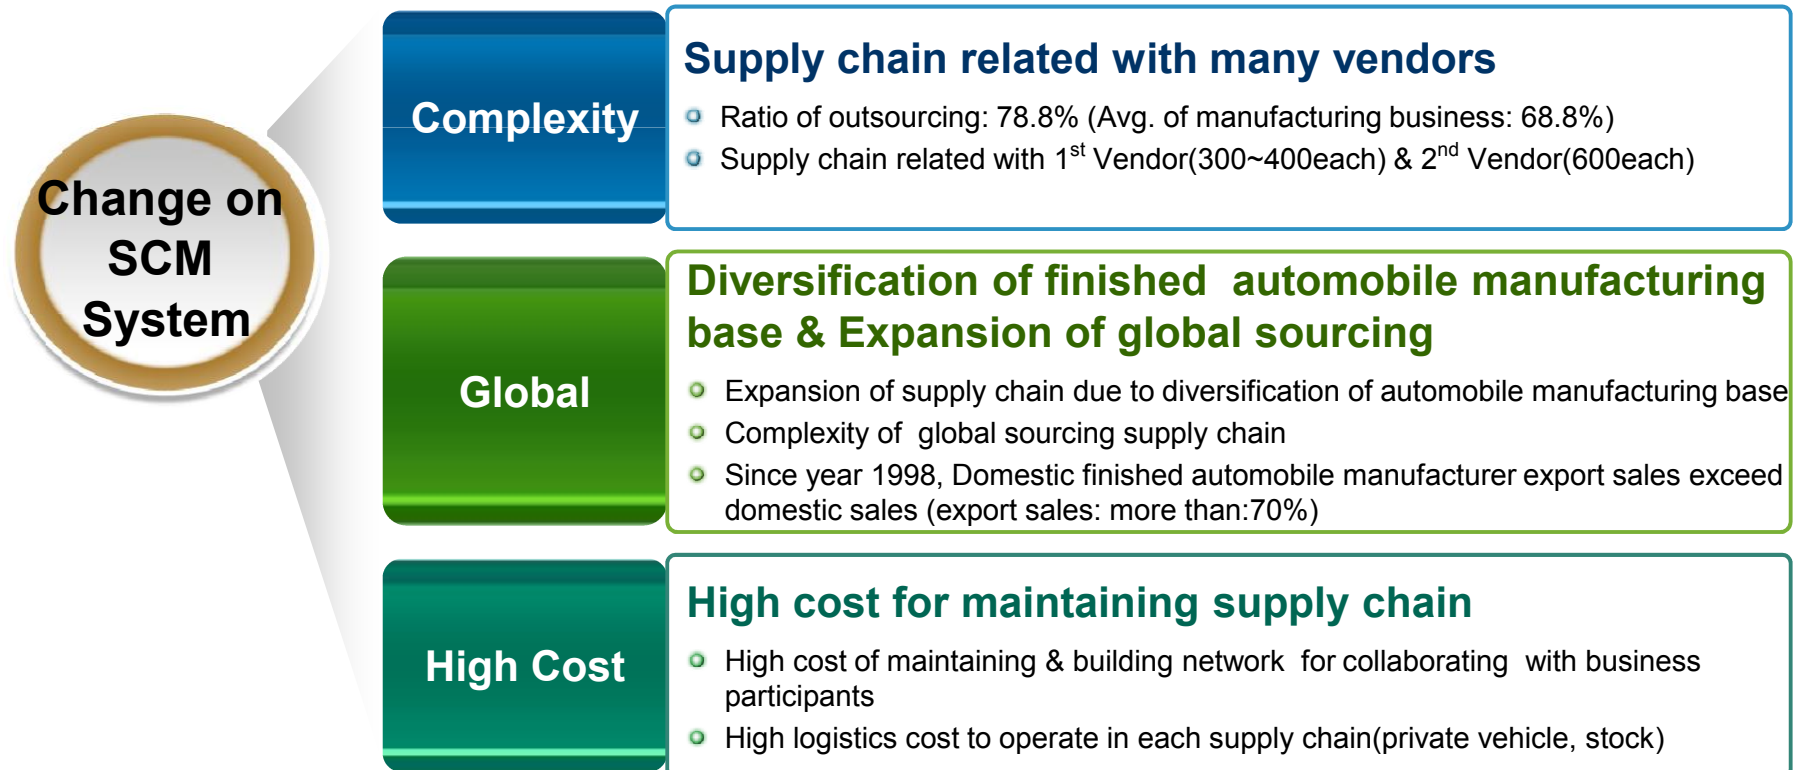 Change on
SCM
System
Complexity
Supply chain related with many vendors
Ratio of outsourcing: 78.8% (Avg. of manufacturing business: 68.8%)
Supply chain related with 1st Vendor(300~400each) & 2nd Vendor(600each)
Global
Diversification of finished automobile manufacturing
base & Expansion of global sourcing
Expansion of supply chain due to diversification of automobile manufacturing base
Complexity of global sourcing supply chain
Since year 1998, Domestic finished automobile manufacturer export sales exceed
domestic sales (export sales: more than:70%)
High Cost
High cost for maintaining supply chain
High cost of maintaining & building network for collaborating with business
participants
High logistics cost to operate in each supply chain(private vehicle, stock)